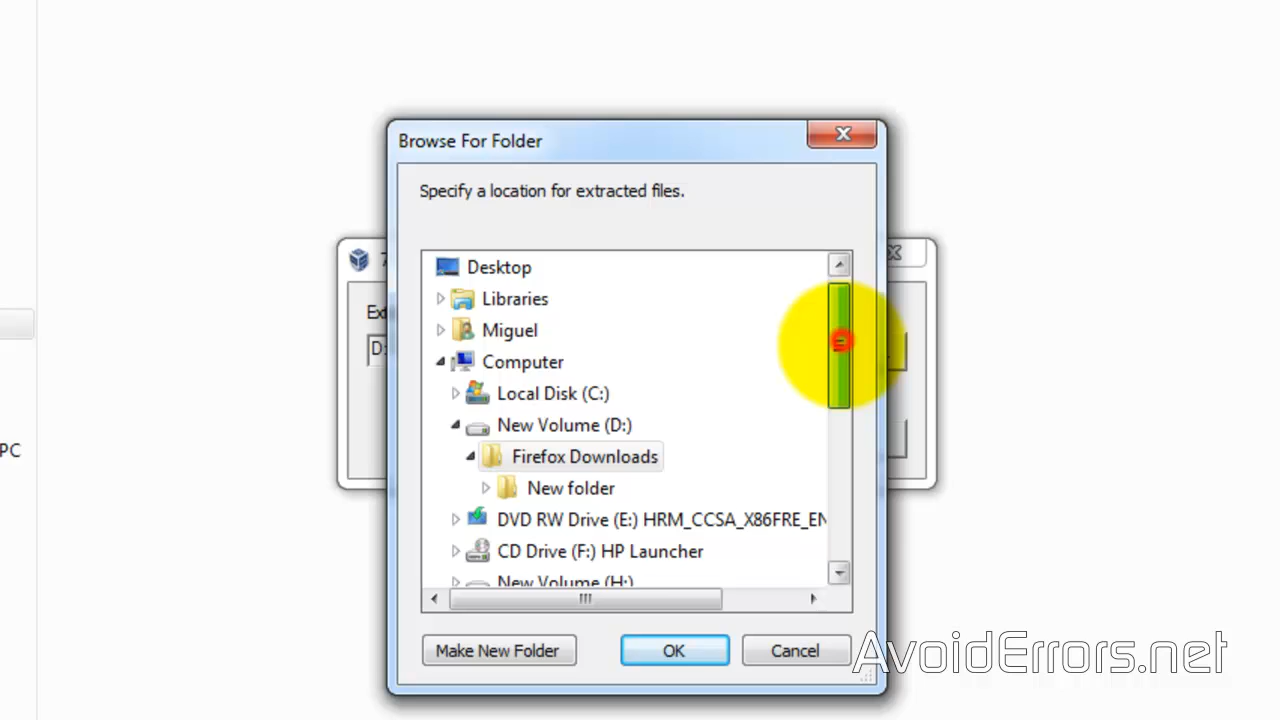 Browse For Folder
Specify a location for extracted files.
Desktop
Libraries
Miguel
Computer
Local Disk (C:)
New Volume (D:)
Firefox Downloads
New folder
DVD RW Drive (E:) HRM_CCSA_X86FRE_EN
CD Drive (F:) HP Launcher
New Volume (H:)
Make New Folder
OK
Cancel
Ext
D:
PC
AvoidErrors.net